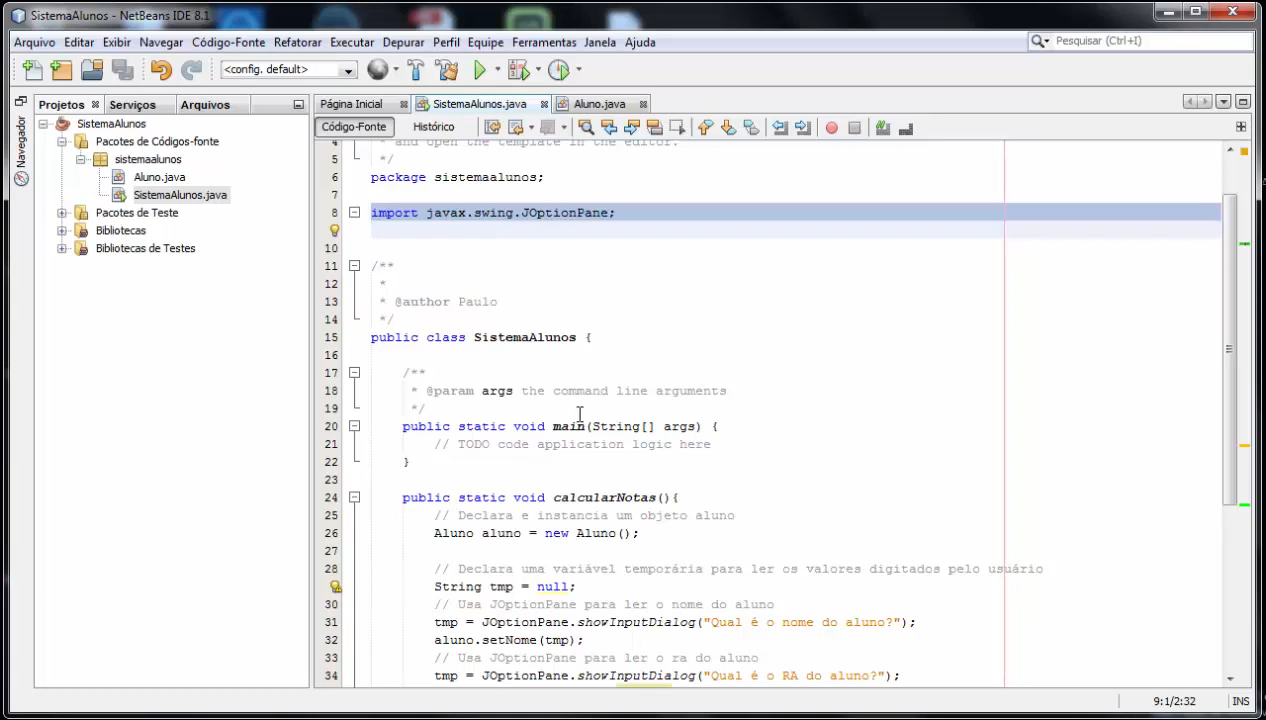 SistemaAlunos - NetBeans IDE 8.1
Arquivo Editar Exibir Navegar Código-Fonte Refatorar Executar Depurar Perfil Equipe Ferramentas Janela Ajuda
Pesquisar (Ctrl+I)
<config. default>
Projetos Serviços Arquivos
Navegador
SistemaAlunos
Pacotes de Códigos-fonte
sistemaalunos
Aluno.java
SistemaAlunos.java
Pacotes de Teste
Bibliotecas
Bibliotecas de Testes
Página Inicial SistemaAlunos.java Aluno.java
Código-Fonte Histórico
4 * and open the template in the editor.
5 */
6 package sistemaalunos;
7
8 import javax.swing.JOptionPane;
10
11 /**
12 *
13 * @author Paulo
14 */
15 public class SistemaAlunos {
16
17 /**
18 * @param args the command line arguments
19 */
20 public static void main(String[] args) {
21 // TODO code application logic here
22 }
23
24 public static void calcularNotas(){
25 // Declara e instancia um objeto aluno
26 Aluno aluno = new Aluno();
27
28 // Declara uma variável temporária para ler os valores digitados pelo usuário
String tmp = null;
30 // Usa JOptionPane para ler o nome do aluno
31 tmp = JOptionPane.showInputDialog("Qual é o nome do aluno?");
32 aluno.setNome(tmp);
33 // Usa JOptionPane para ler o ra do aluno
34 tmp = JOptionPane.showInputDialog("Qual é o RA do aluno?");
9:1/2:32 INS